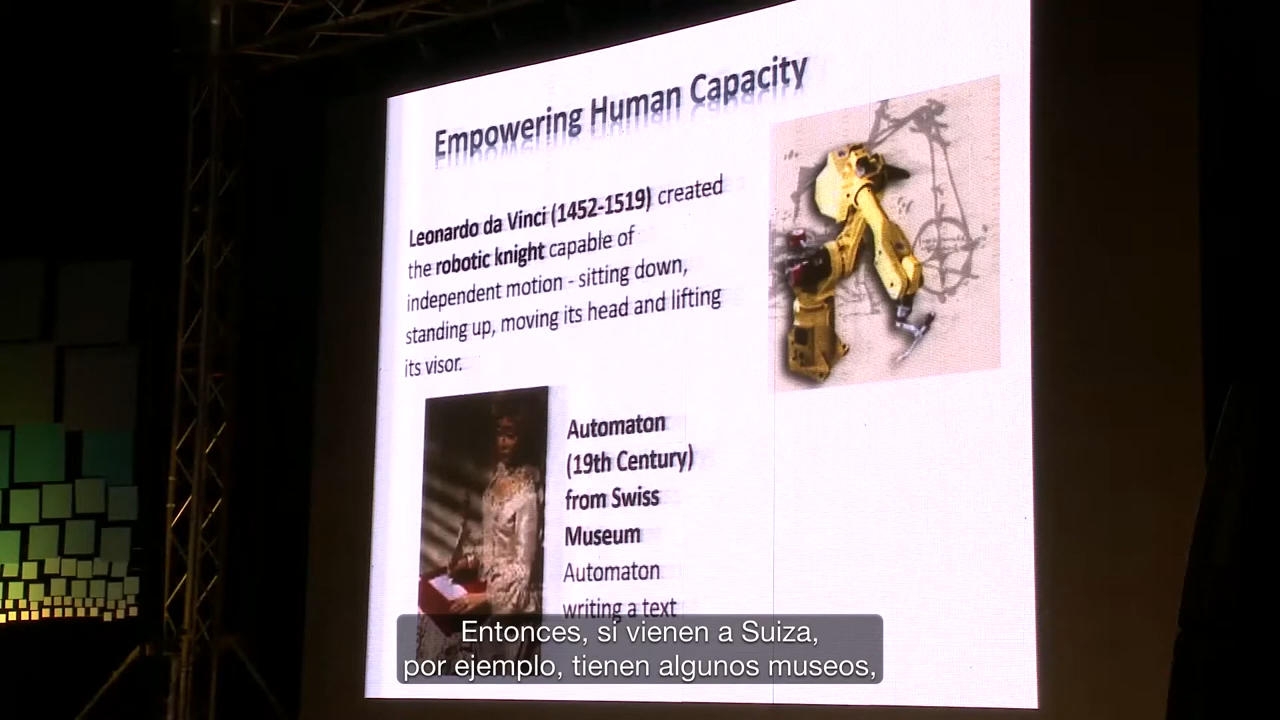 Empowering Human Capacity
Leonardo da Vinci (1452-1519) created
the robotic knight capable of
independent motion - sitting down,
standing up, moving its head and lifting
its visor.
Automaton
(19th Century)
from Swiss
Museum
Automaton
writing a text
Entonces, si vienen a Suiza,
por ejemplo, tienen algunos museos,